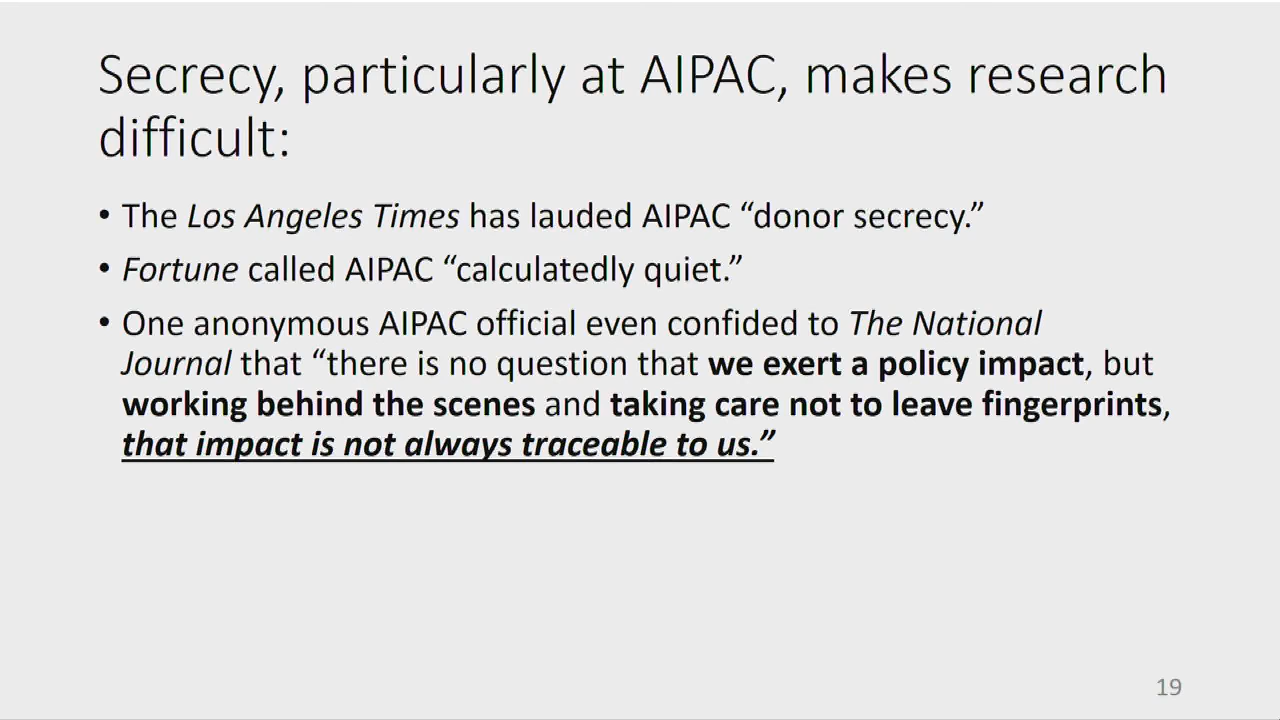 Secrecy, particularly at AIPAC, makes research
difficult:
• The Los Angeles Times has lauded AIPAC “donor secrecy.”
• Fortune called AIPAC “calculatedly quiet.”
• One anonymous AIPAC official even confided to The National
Journal that “there is no question that we exert a policy impact, but
working behind the scenes and taking care not to leave fingerprints,
that impact is not always traceable to us.”
19